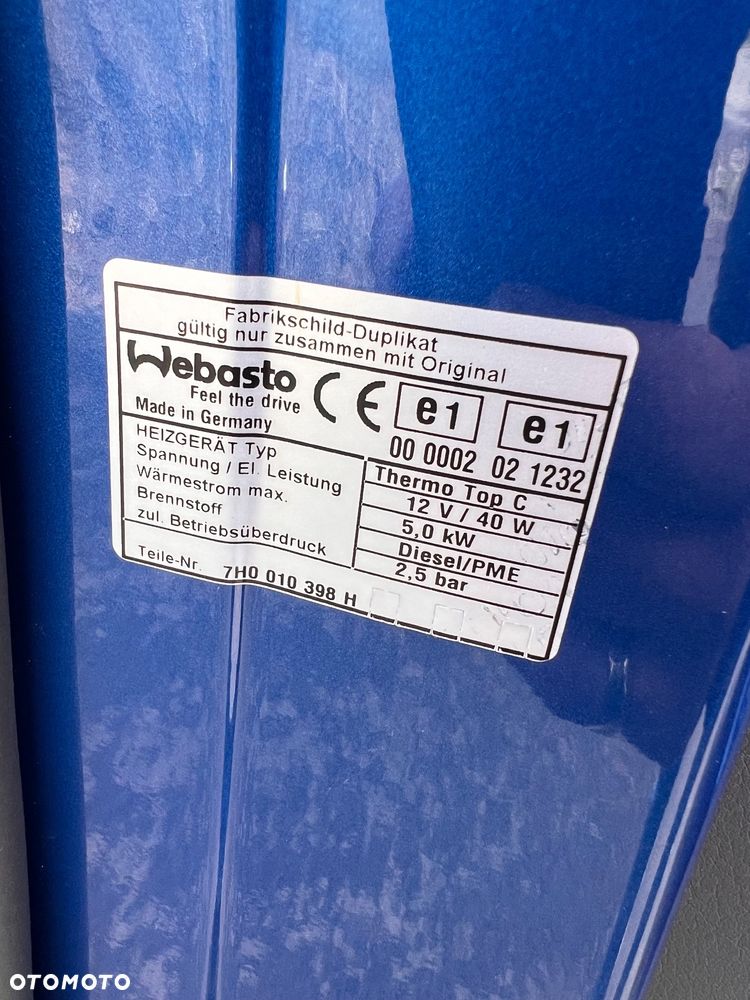 Fabrikschild-Duplikat
gültig nur zusammen mit Original
Webasto
Feel the drive
Made in Germany
CE e1 e1
00 0002 02 1232
HEIZGERÄT Typ Thermo Top C
Spannung / El. Leistung 12 V / 40 W
Wärmestrom max. 5,0 kW
Brennstoff Diesel/PME
zul. Betriebsüberdruck 2,5 bar
Teile-Nr. 7H0 010 398 H
OTOMOTO